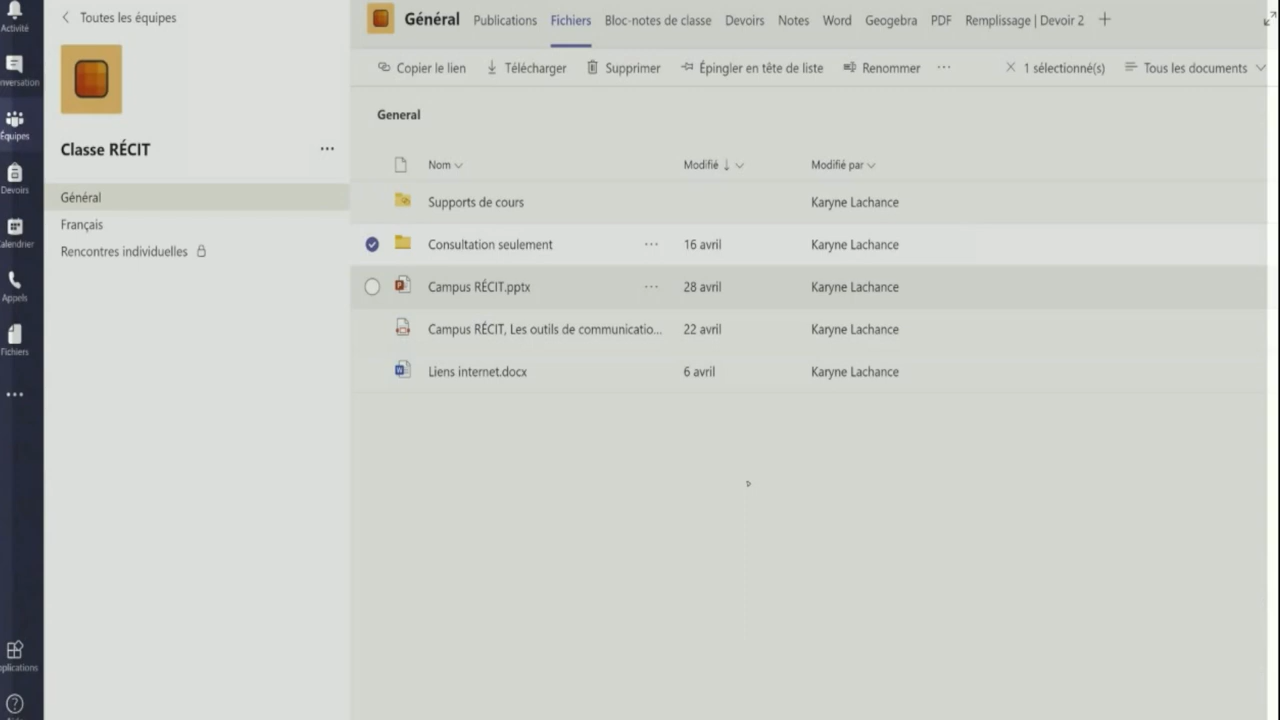 Activité
nversation
Équipes
Devoirs
alendrier
Appels
Fichiers
plications
Toutes les équipes
Classe RÉCIT
Général
Français
Rencontres individuelles
Général Publications Fichiers Bloc-notes de classe Devoirs Notes Word Geogebra PDF Remplissage | Devoir 2
Copier le lien Télécharger Supprimer Épingler en tête de liste Renommer 1 sélectionné(s) Tous les documents
General
Nom Modifié Modifié par
Supports de cours Karyne Lachance
Consultation seulement 16 avril Karyne Lachance
Campus RÉCIT.pptx 28 avril Karyne Lachance
Campus RÉCIT, Les outils de communicatio... 22 avril Karyne Lachance
Liens internet.docx 6 avril Karyne Lachance